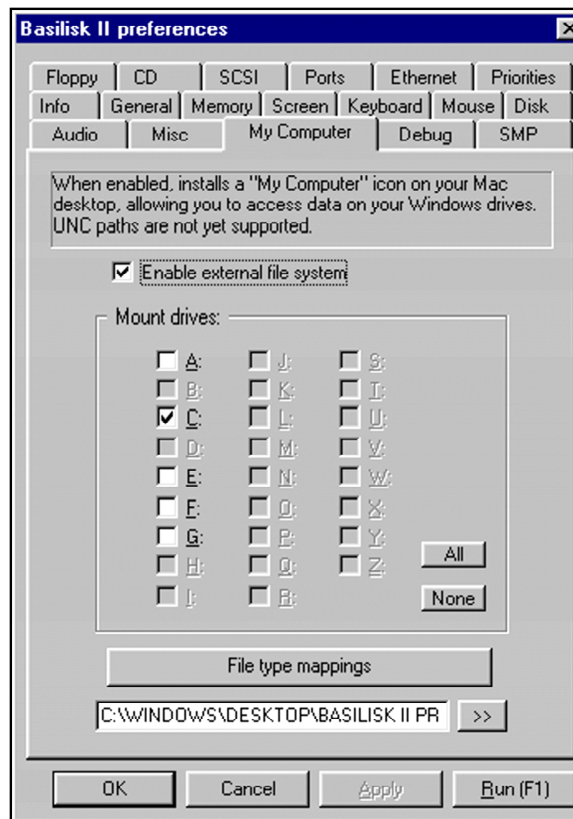 Basilisk II preferences
Floppy CD SCSI Ports Ethernet Priorities
Info General Memory Screen Keyboard Mouse Disk
Audio Misc My Computer Debug SMP
When enabled, installs a "My Computer" icon on your Mac
desktop, allowing you to access data on your Windows drives.
UNC paths are not yet supported.
Enable external file system
Mount drives:
A: J: S:
B: K: T:
C: L: U:
D: M: V:
E: N: W:
F: O: X:
G: P: Y:
H: Q: Z:
I: R:
All
None
File type mappings
C:\WINDOWS\DESKTOP\BASILISK II PR >>
OK Cancel Apply Run (F1)